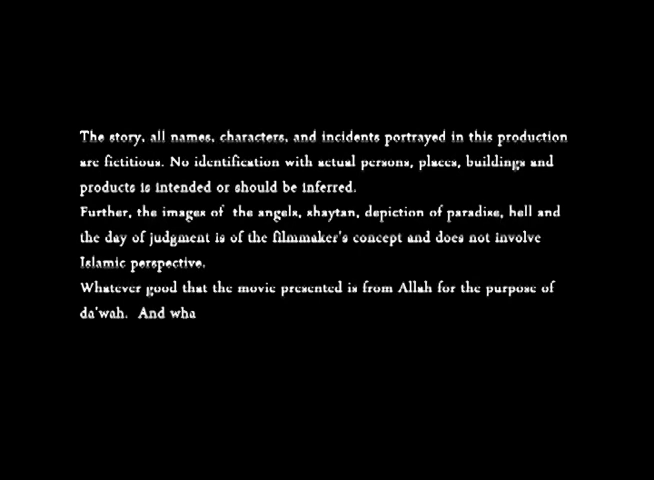 The story, all names, characters, and incidents portrayed in this production
are fictitious. No identification with actual persons, places, buildings and
products is intended or should be inferred.
Further, the images of the angels, shaytan, depiction of paradise, hell and
the day of judgment is of the filmmaker's concept and does not involve
Islamic perspective.
Whatever good that the movie presented is from Allah for the purpose of
da'wah. And wha